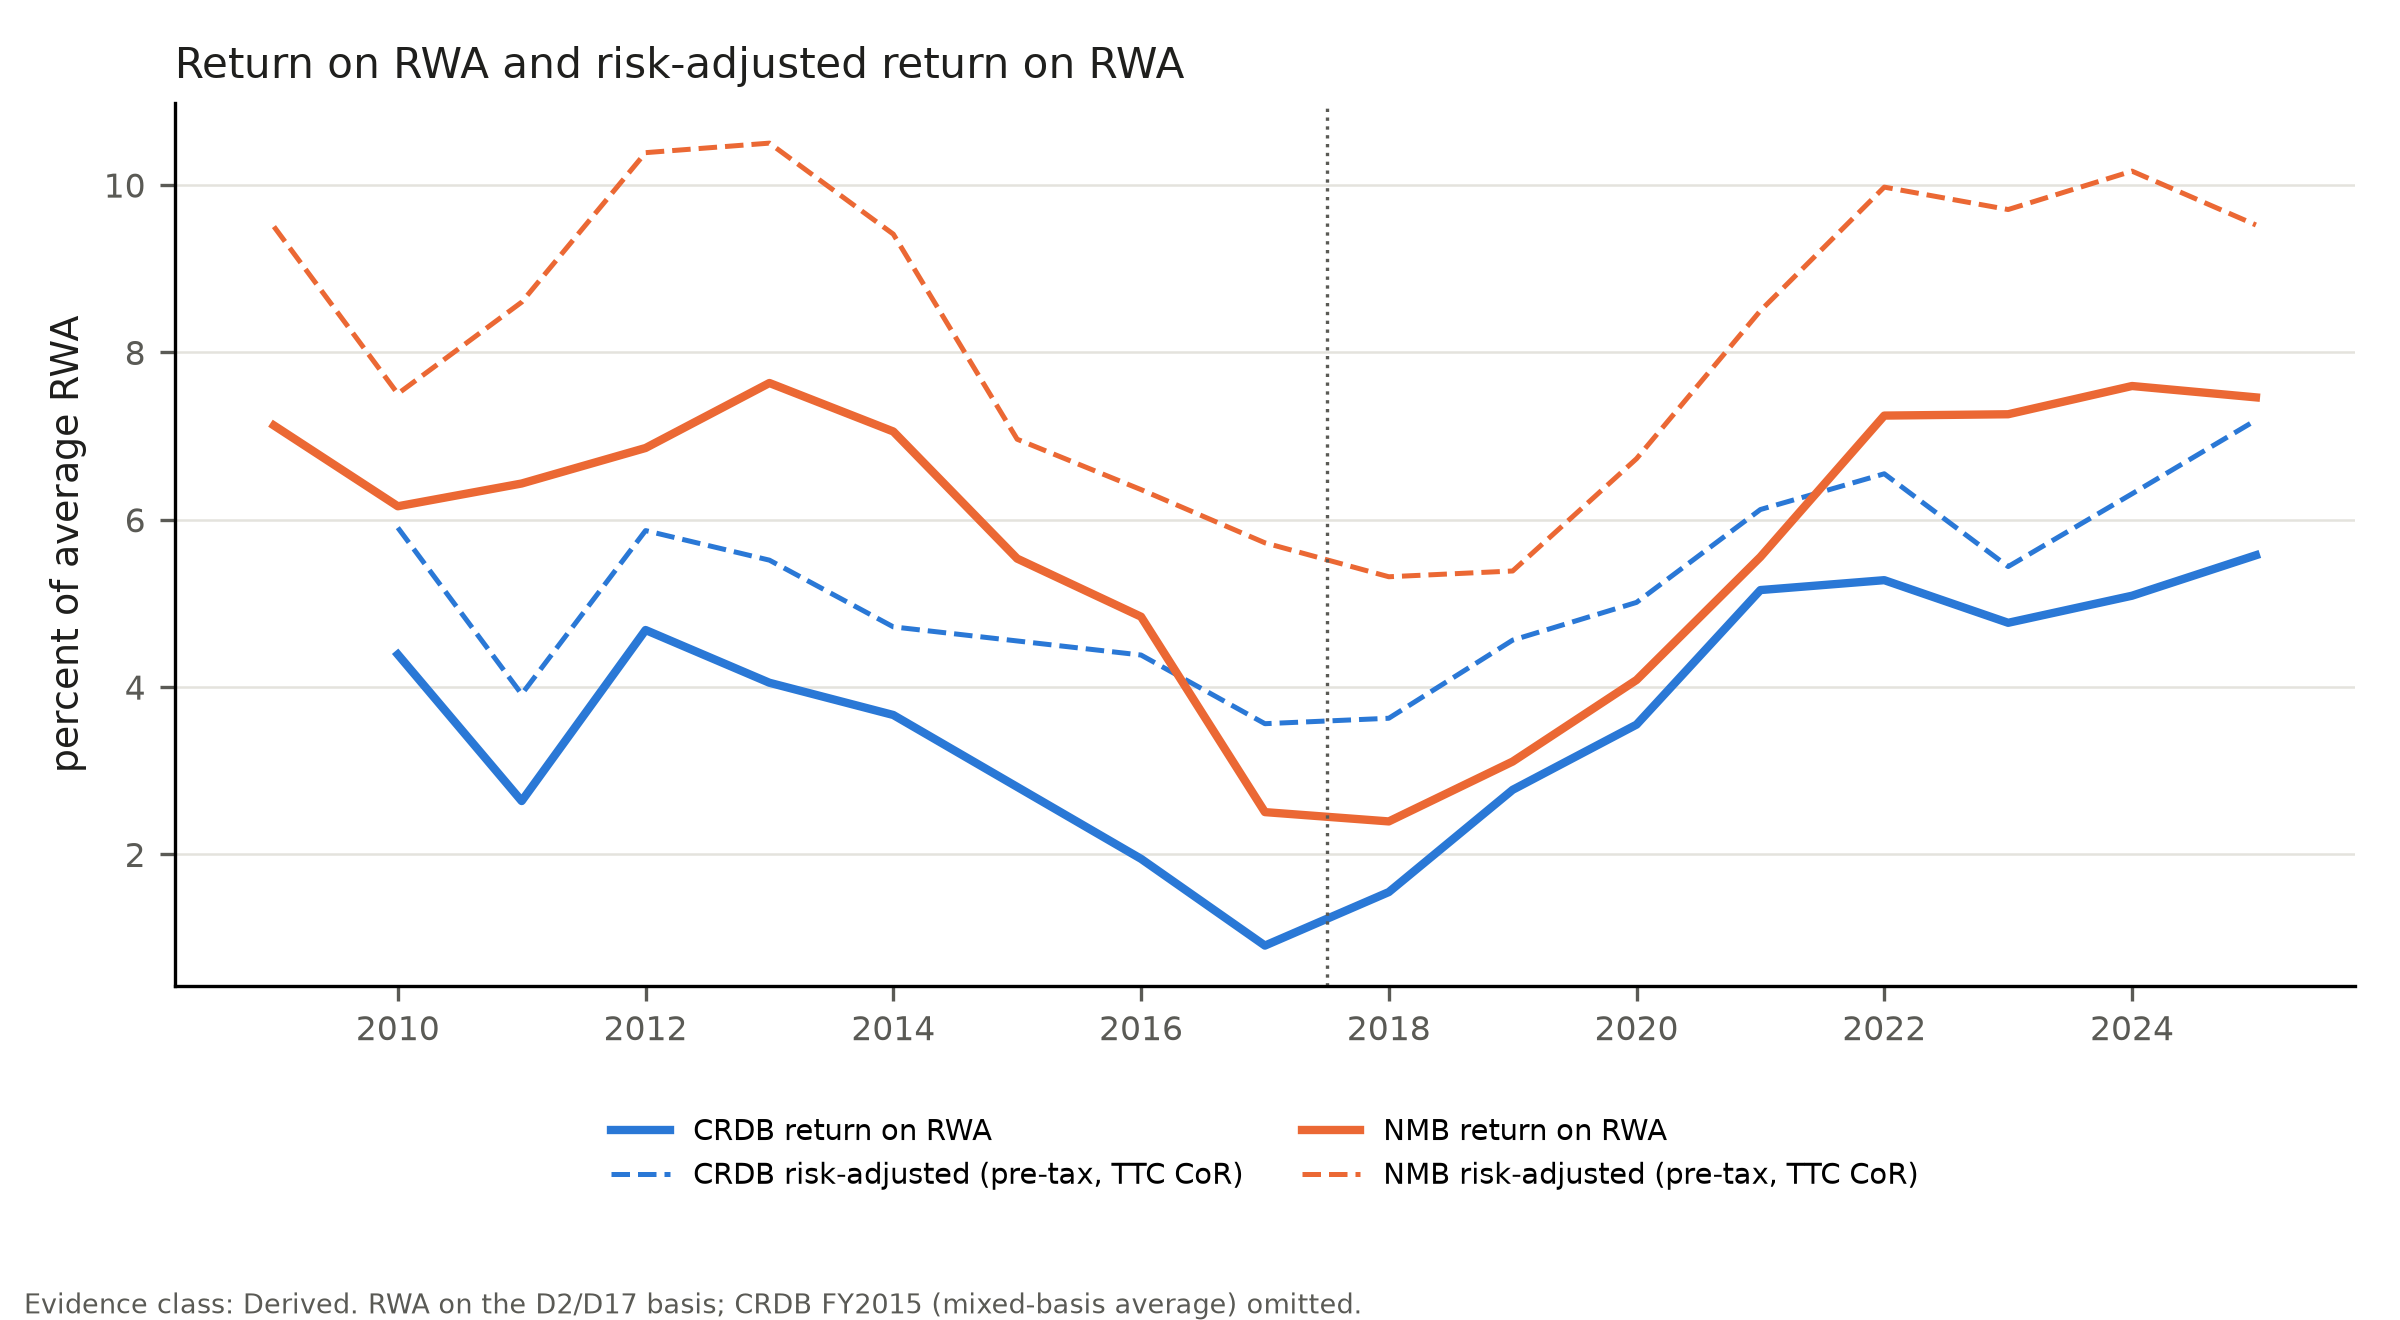 Return on RWA and risk-adjusted return on RWA
percent of average RWA
10
8
6
4
2
2010 2012 2014 2016 2018 2020 2022 2024
CRDB return on RWA NMB return on RWA
CRDB risk-adjusted (pre-tax, TTC CoR) NMB risk-adjusted (pre-tax, TTC CoR)
Evidence class: Derived. RWA on the D2/D17 basis; CRDB FY2015 (mixed-basis average) omitted.